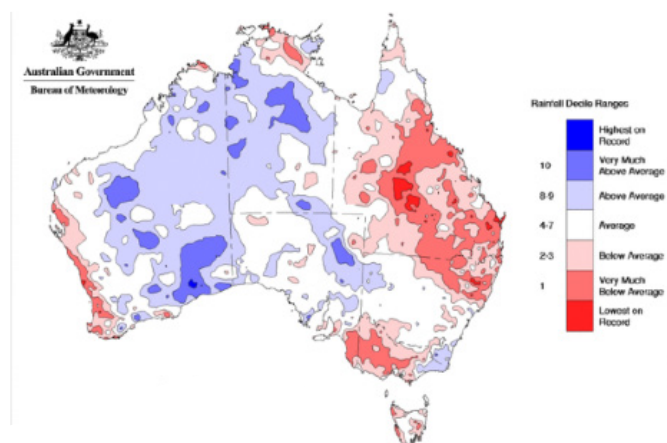 Australian Government
Bureau of Meteorology
Rainfall Decile Ranges
Highest on
Record
10
Very Much
Above Average
8-9
Above Average
4-7
Average
2-3
Below Average
1
Very Much
Below Average
Lowest on
Record